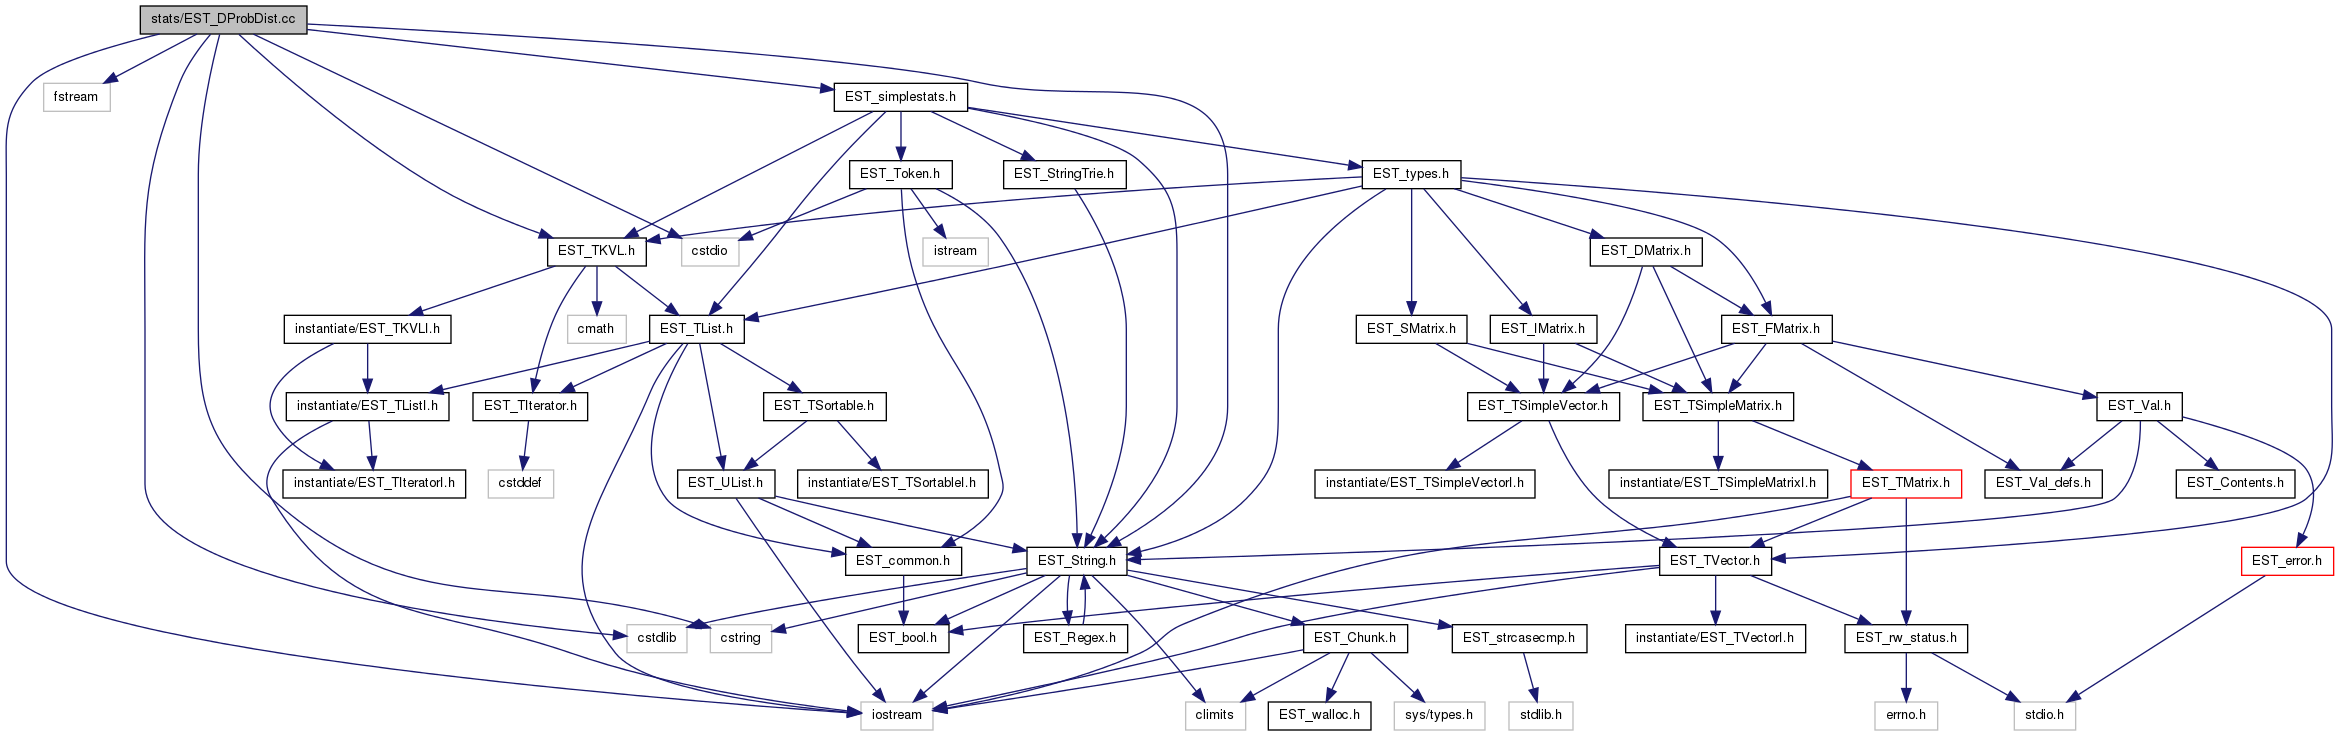 stats/EST_DProbDist.cc
fstream
EST_simplestats.h
EST_Token.h
EST_StringTrie.h
EST_types.h
EST_TKVL.h
cstdio
istream
EST_DMatrix.h
instantiate/EST_TKVLI.h
cmath
EST_TList.h
EST_SMatrix.h
EST_IMatrix.h
EST_FMatrix.h
instantiate/EST_TListI.h
EST_TIterator.h
EST_TSortable.h
EST_TSimpleVector.h
EST_TSimpleMatrix.h
EST_Val.h
instantiate/EST_TIteratorI.h
cstddef
EST_UList.h
instantiate/EST_TSortableI.h
instantiate/EST_TSimpleVectorI.h
instantiate/EST_TSimpleMatrixI.h
EST_TMatrix.h
EST_Val_defs.h
EST_Contents.h
EST_common.h
EST_String.h
EST_TVector.h
EST_error.h
cstdlib
cstring
EST_bool.h
EST_Regex.h
EST_Chunk.h
EST_strcasecmp.h
instantiate/EST_TVectorI.h
EST_rw_status.h
iostream
climits
EST_walloc.h
sys/types.h
stdlib.h
errno.h
stdio.h